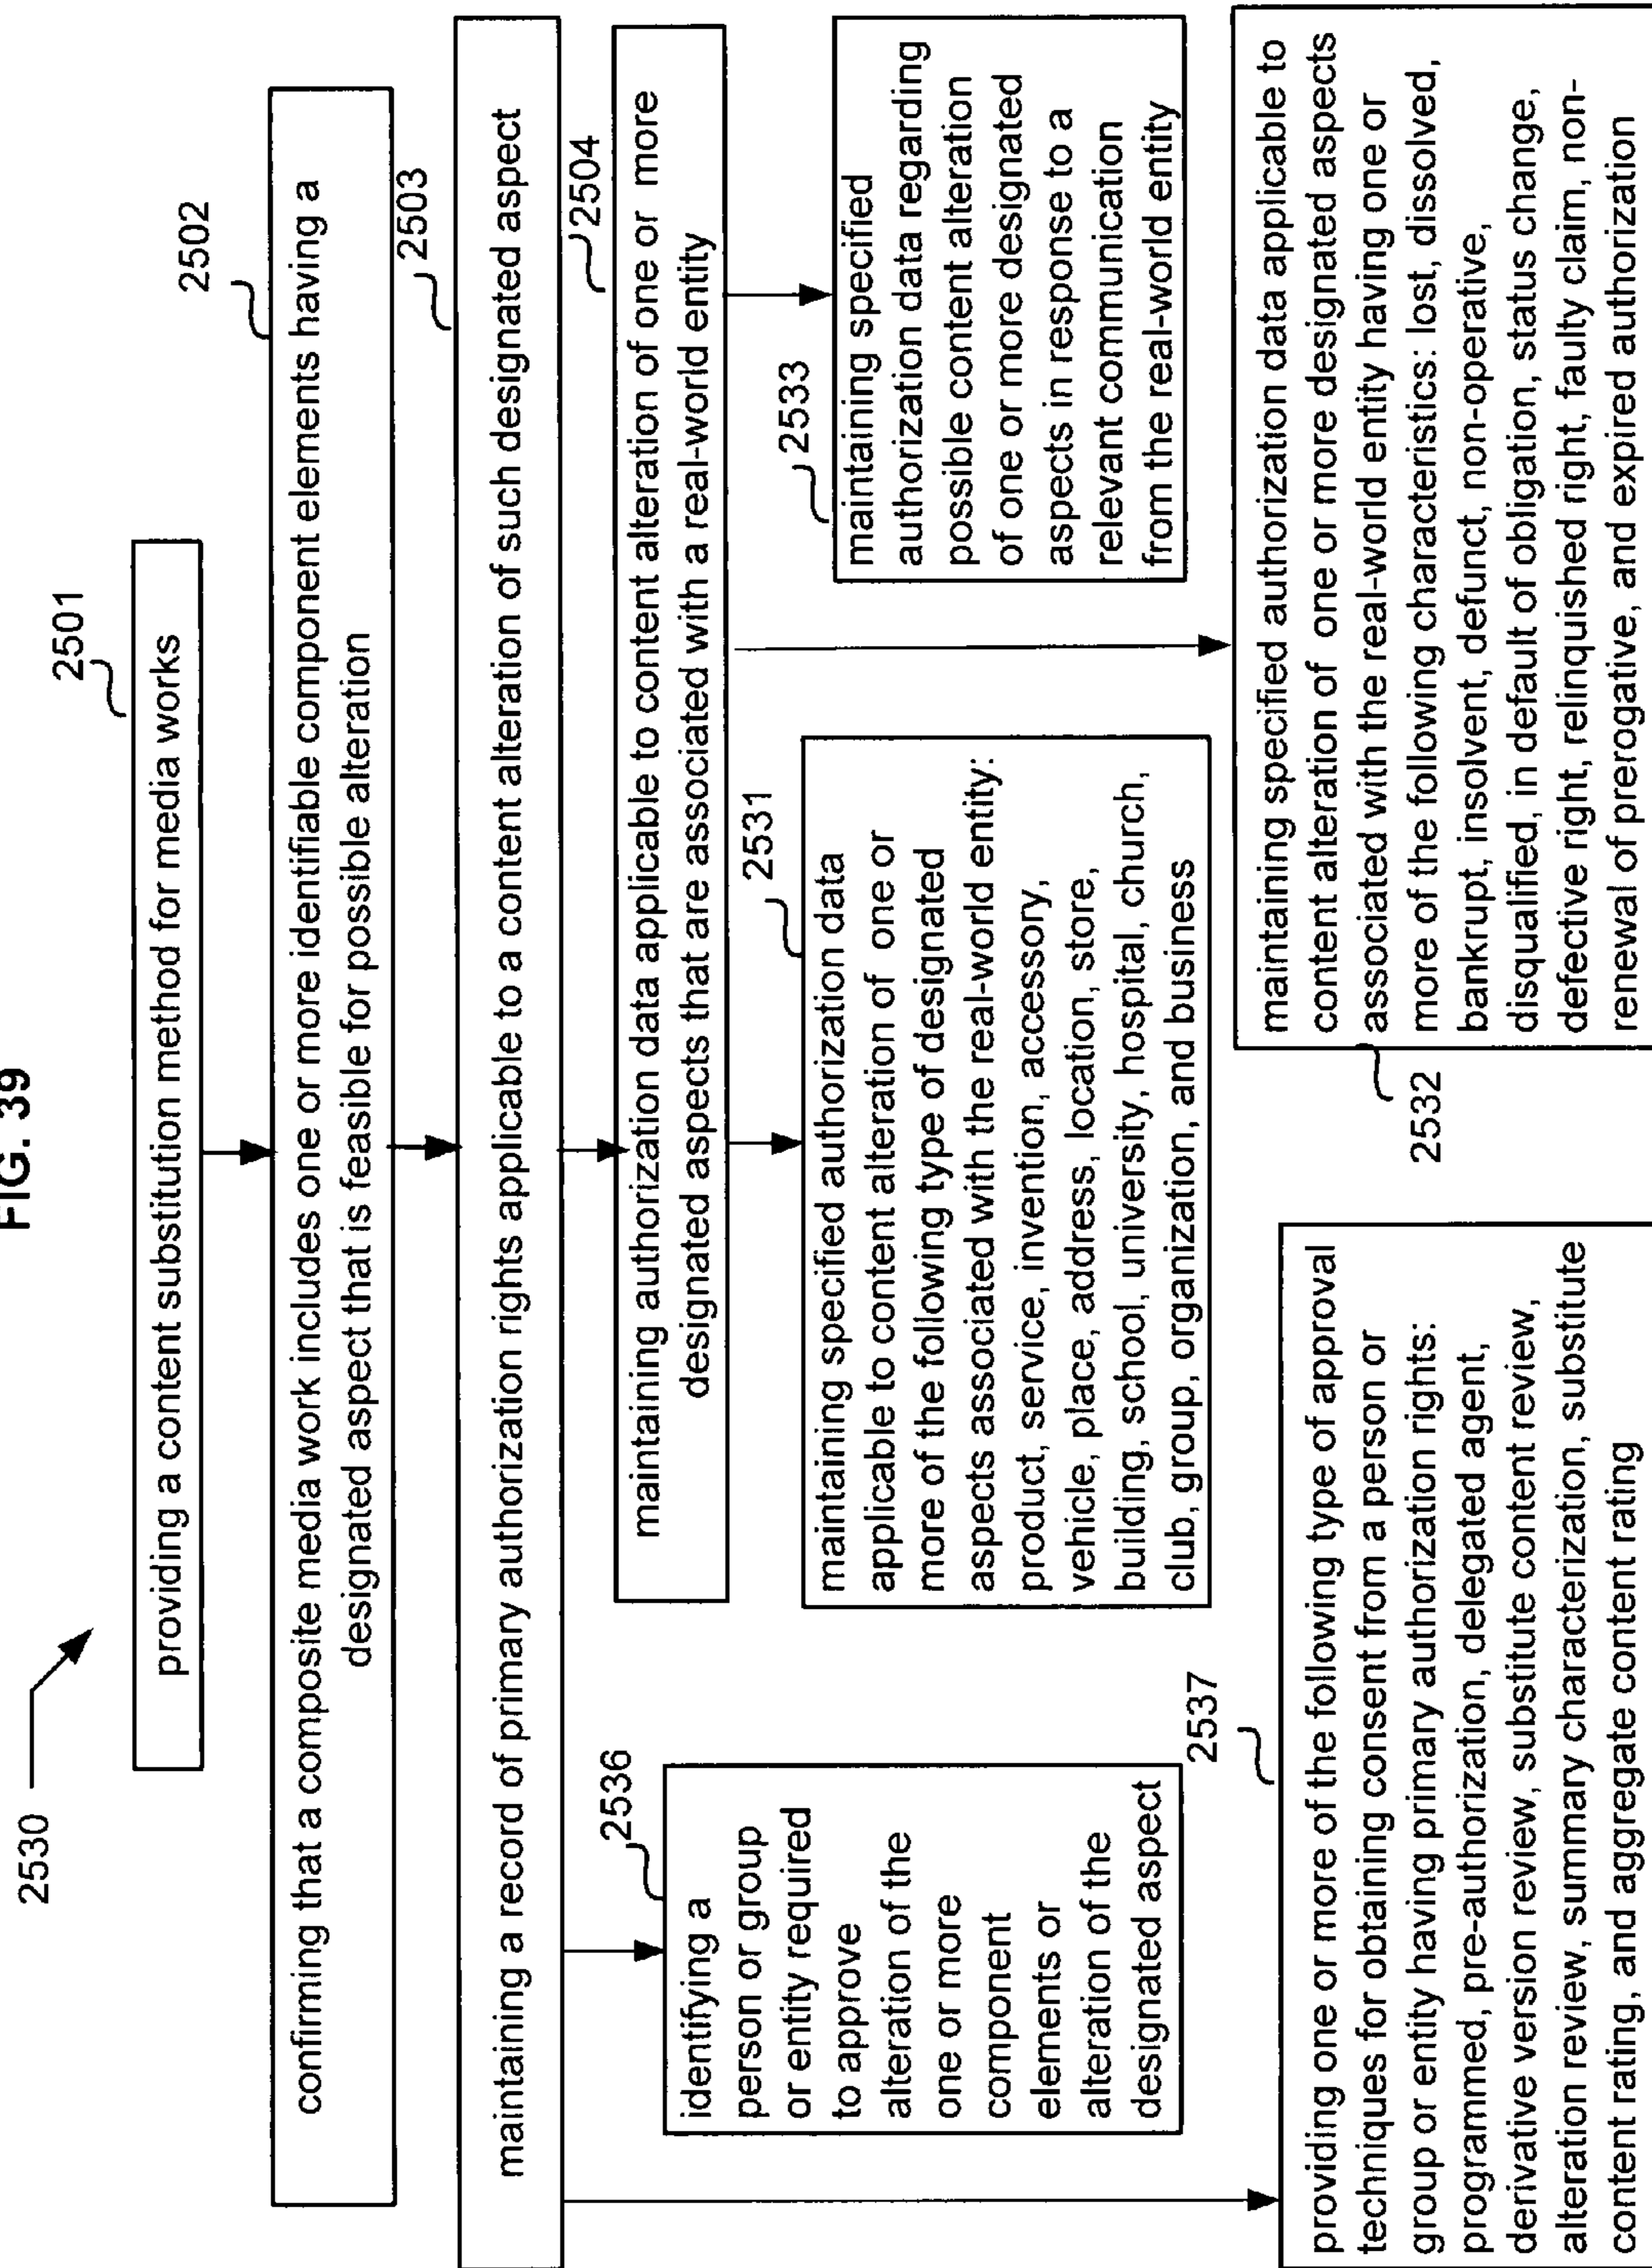 FIG. 39
2530
2501
providing a content substitution method for media works
2502
confirming that a composite media work includes one or more identifiable component elements having a
designated aspect that is feasible for possible alteration
2503
maintaining a record of primary authorization rights applicable to a content alteration of such designated aspect
2504
maintaining authorization data applicable to content alteration of one or more
designated aspects that are associated with a real-world entity
2536
identifying a
person or group
or entity required
to approve
alteration of the
one or more
component
elements or
alteration of the
designated aspect
2531
maintaining specified authorization data
applicable to content alteration of one or
more of the following type of designated
aspects associated with the real-world entity:
product, service, invention, accessory,
vehicle, place, address, location, store,
building, school, university, hospital, church,
club, group, organization, and business
2533
maintaining specified
authorization data regarding
possible content alteration
of one or more designated
aspects in response to a
relevant communication
from the real-world entity
2537
providing one or more of the following type of approval
techniques for obtaining consent from a person or
group or entity having primary authorization rights:
programmed, pre-authorization, delegated agent,
derivative version review, substitute content review,
alteration review, summary characterization, substitute
content rating, and aggregate content rating
2532
maintaining specified authorization data applicable to
content alteration of one or more designated aspects
associated with the real-world entity having one or
more of the following characteristics: lost, dissolved,
bankrupt, insolvent, defunct, non-operative,
disqualified, in default of obligation, status change,
defective right, relinquished right, faulty claim, non-
renewal of prerogative, and expired authorization